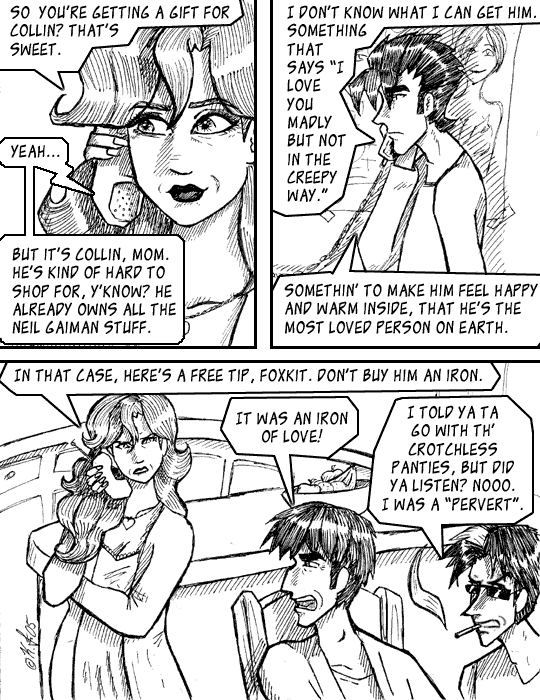 SO YOU'RE GETTING A GIFT FOR
COLLIN? THAT'S
SWEET.
YEAH...
BUT IT'S COLLIN, MOM.
HE'S KIND OF HARD TO
SHOP FOR, Y'KNOW? HE
ALREADY OWNS ALL THE
NEIL GAIMAN STUFF.
I DON'T KNOW WHAT I CAN GET HIM.
SOMETHING
THAT
SAYS "I
LOVE
YOU
MADLY
BUT NOT
IN THE
CREEPY
WAY."
SOMETHIN' TO MAKE HIM FEEL HAPPY
AND WARM INSIDE, THAT HE'S THE
MOST LOVED PERSON ON EARTH.
IN THAT CASE, HERE'S A FREE TIP, FOXKIT. DON'T BUY HIM AN IRON.
IT WAS AN IRON
OF LOVE!
I TOLD YA TA
GO WITH TH'
CROTCHLESS
PANTIES, BUT DID
YA LISTEN? NOOO.
I WAS A "PERVERT".